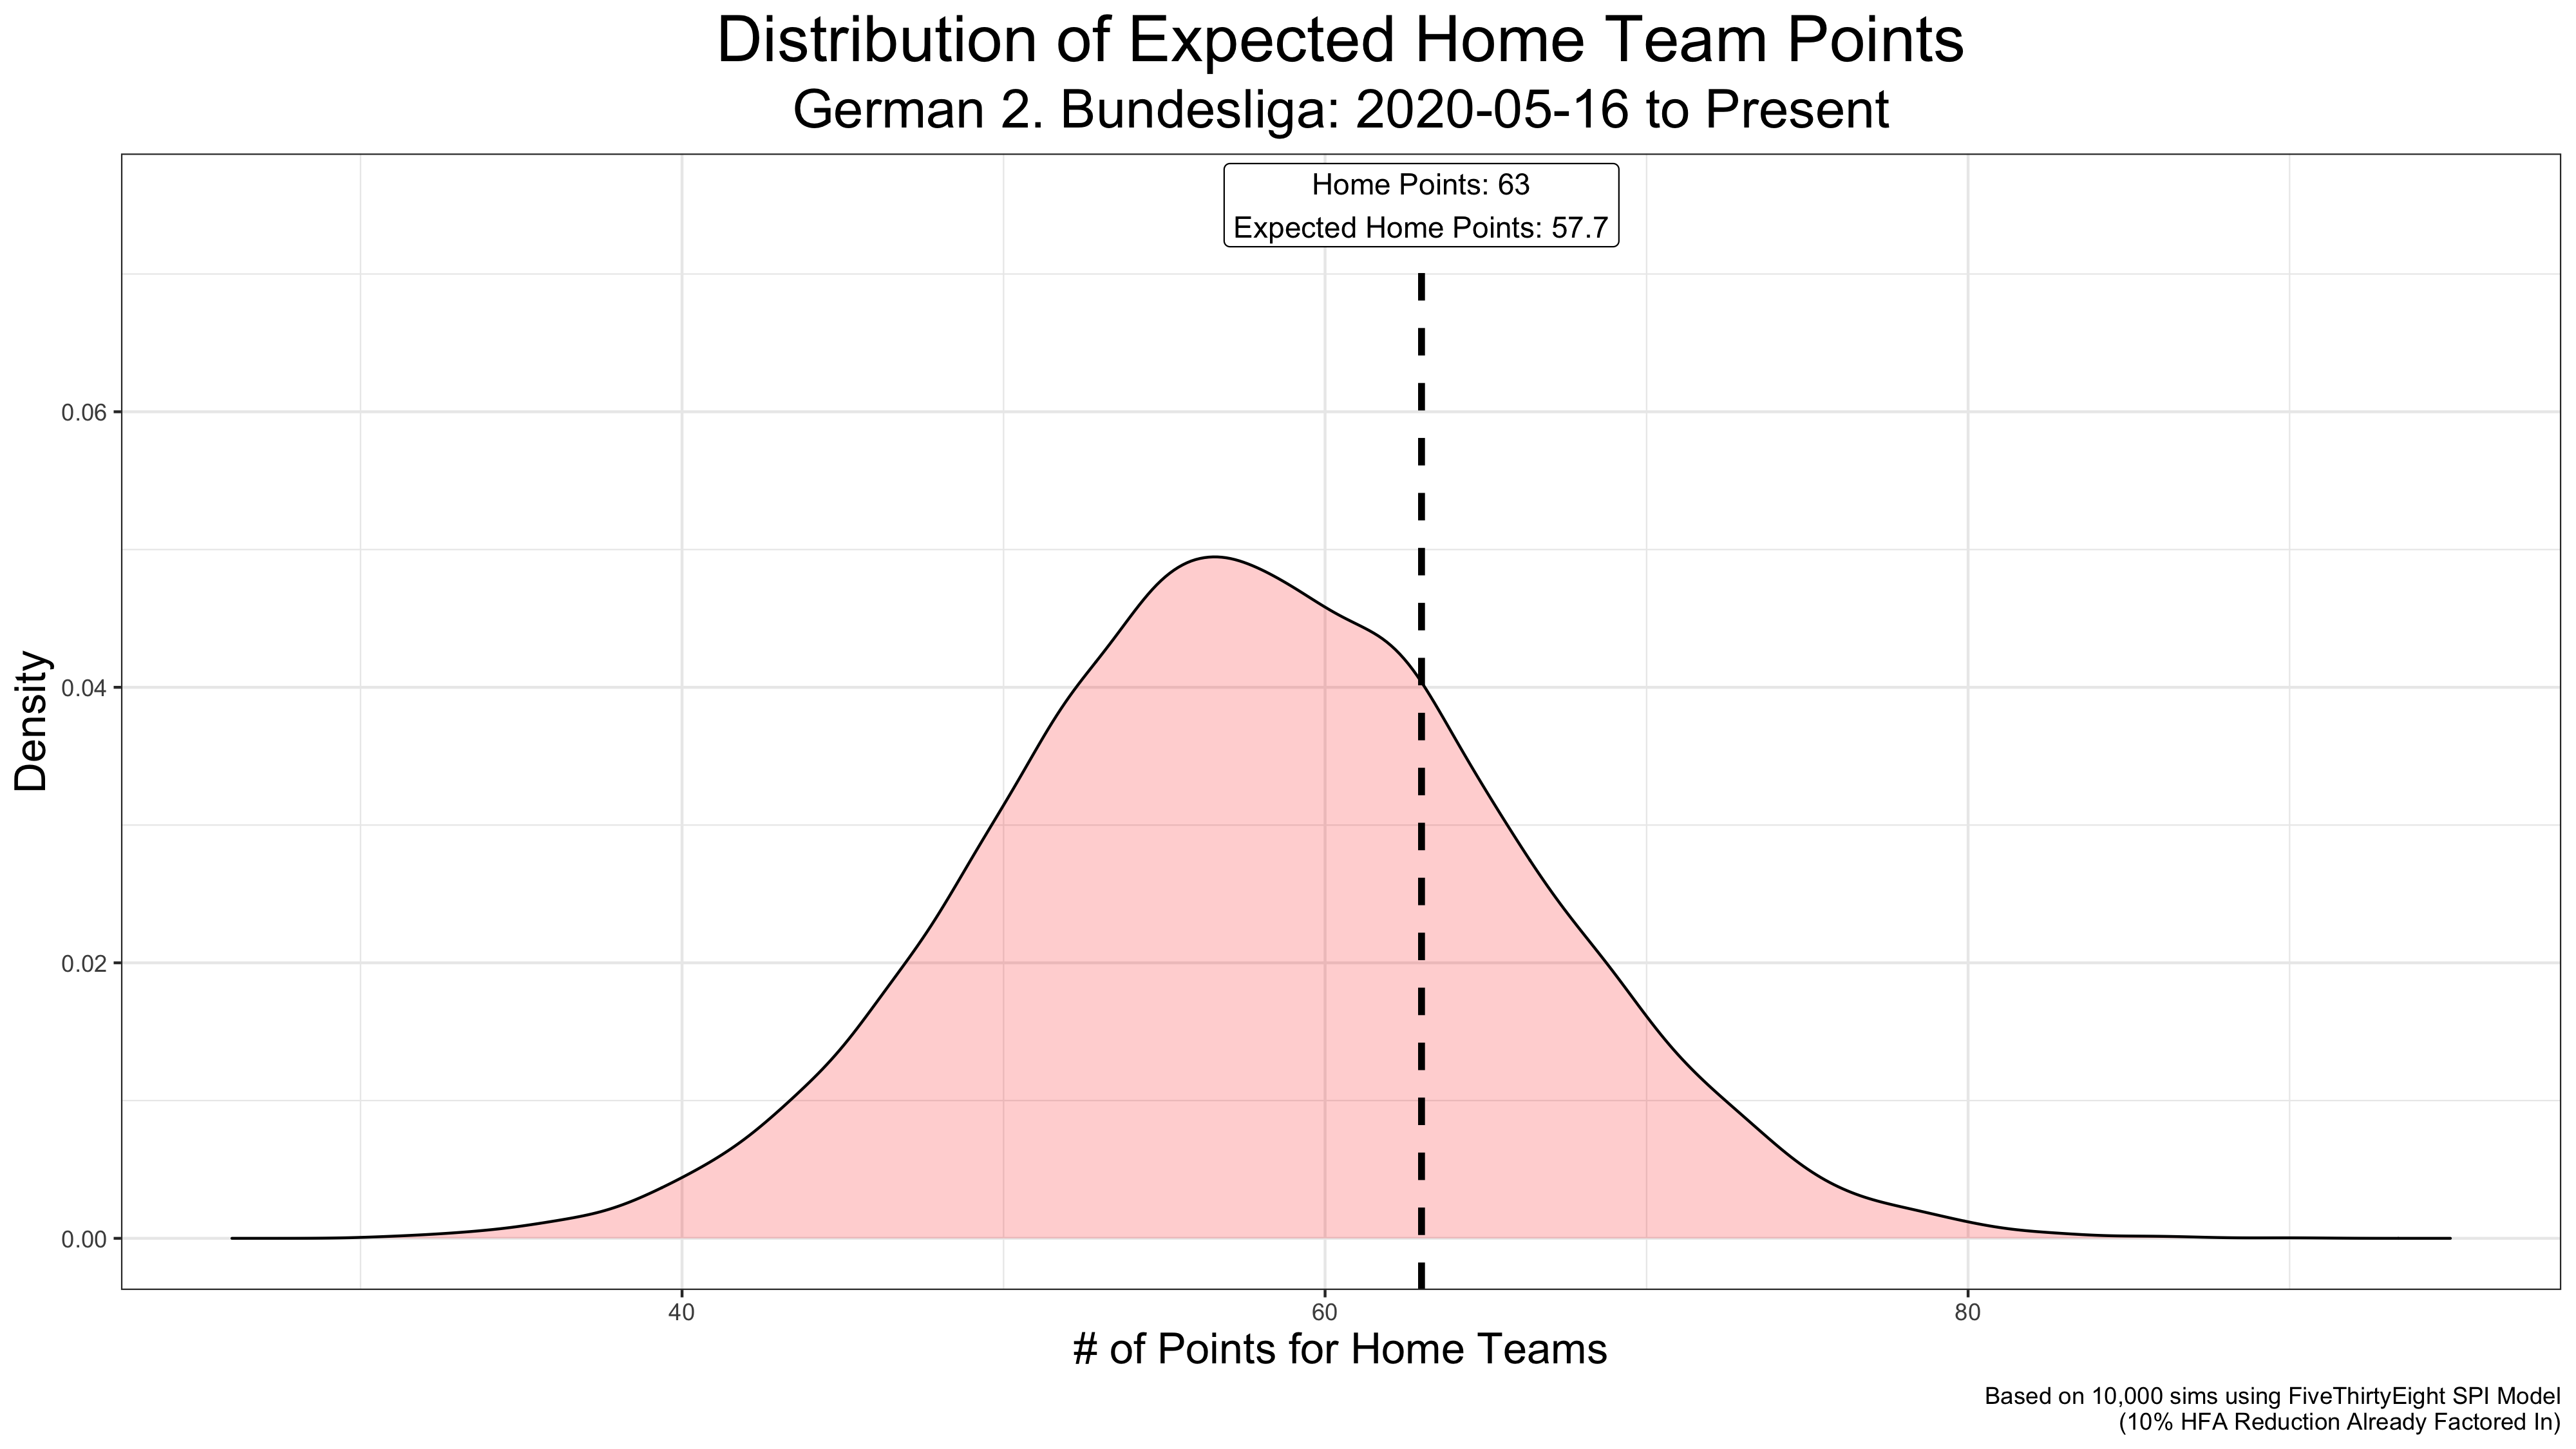 Distribution of Expected Home Team Points
German 2. Bundesliga: 2020-05-16 to Present
Home Points: 63
Expected Home Points: 57.7
0.06
0.04
0.02
0.00
Density
40
60
80
# of Points for Home Teams
Based on 10,000 sims using FiveThirtyEight SPI Model
(10% HFA Reduction Already Factored In)